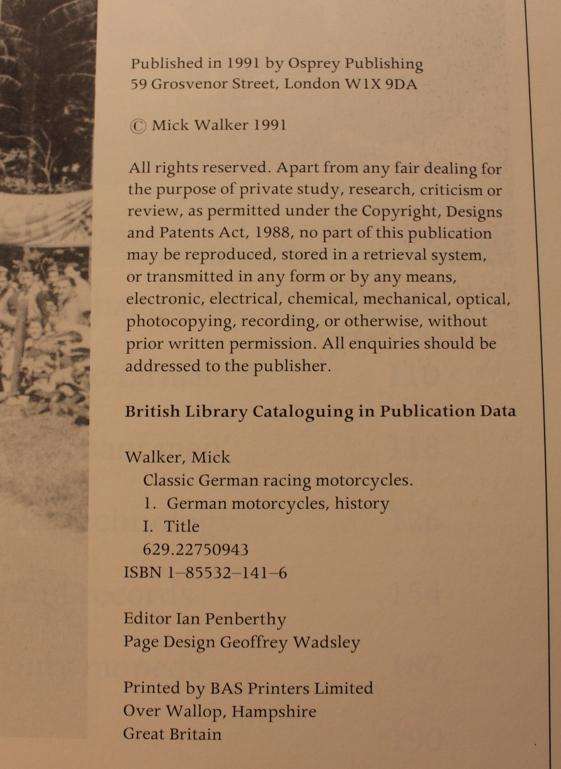 Published in 1991 by Osprey Publishing
59 Grosvenor Street, London W1X 9DA
© Mick Walker 1991
All rights reserved. Apart from any fair dealing for
the purpose of private study, research, criticism or
review, as permitted under the Copyright, Designs
and Patents Act, 1988, no part of this publication
may be reproduced, stored in a retrieval system,
or transmitted in any form or by any means,
electronic, electrical, chemical, mechanical, optical,
photocopying, recording, or otherwise, without
prior written permission. All enquiries should be
addressed to the publisher.
British Library Cataloguing in Publication Data
Walker, Mick
Classic German racing motorcycles.
1. German motorcycles, history
I. Title
629.22750943
ISBN 1–85532–141–6
Editor Ian Penberthy
Page Design Geoffrey Wadsley
Printed by BAS Printers Limited
Over Wallop, Hampshire
Great Britain